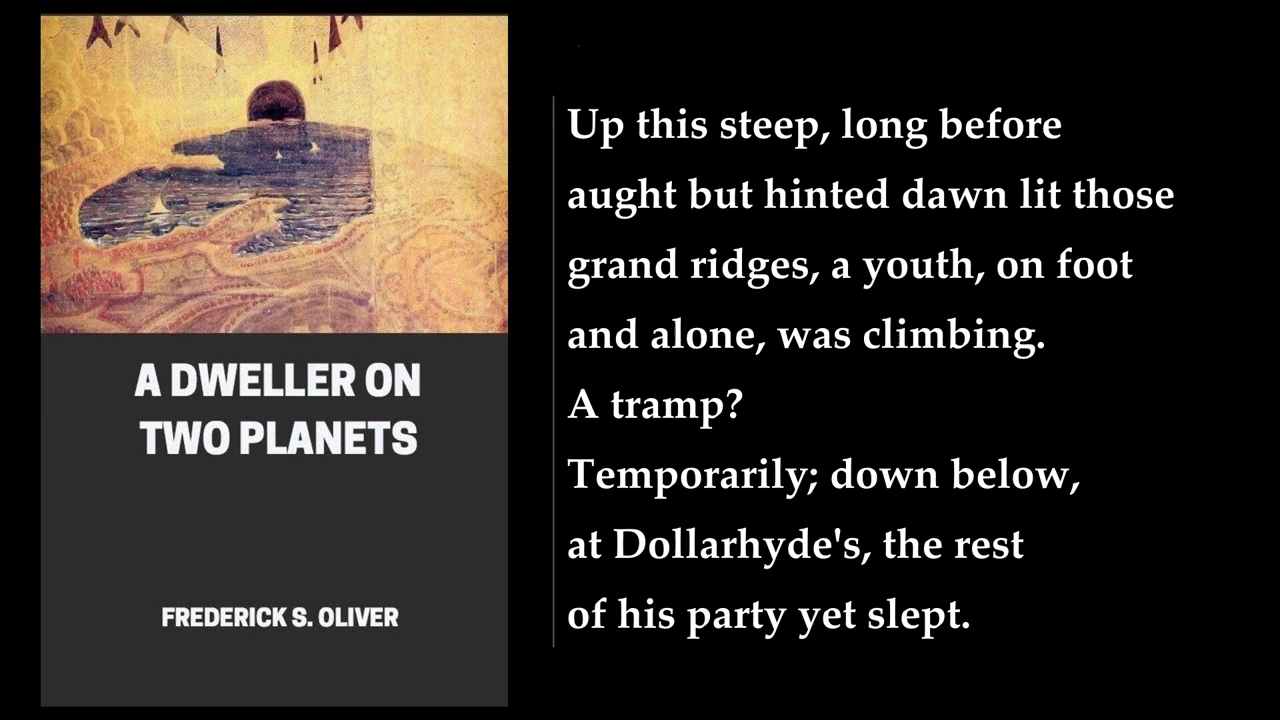 A DWELLER ON
TWO PLANETS
FREDERICK S. OLIVER
Up this steep, long before
aught but hinted dawn lit those
grand ridges, a youth, on foot
and alone, was climbing.
A tramp?
Temporarily; down below,
at Dollarhyde's, the rest
of his party yet slept.